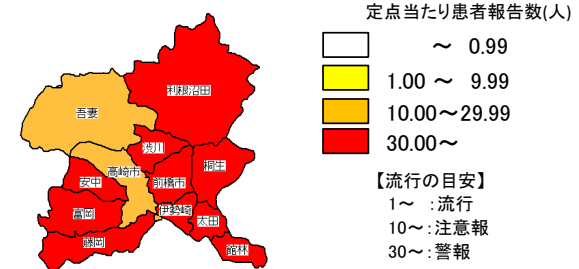 定点当たり患者報告数(人)
～ 0.99
1.00 ～ 9.99
10.00～29.99
30.00～
【流行の目安】
1～ ：流行
10～：注意報
30～：警報
利根沼田
吾妻
渋川
桐生
高崎市
安中
前橋市
富岡
伊勢崎
太田
藤岡
館林